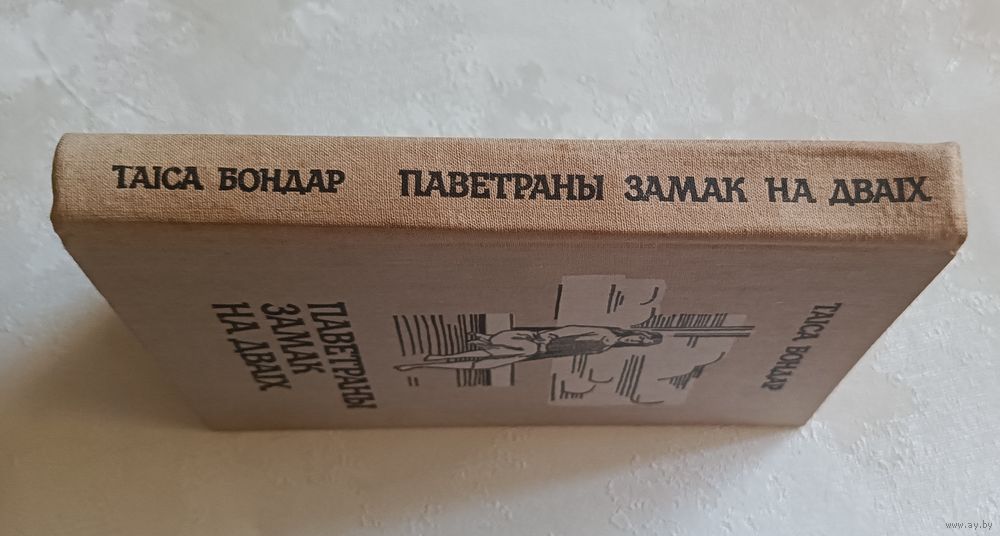 ТАІСА БОНДАР ПАВЕТРАНЫ ЗАМАК НА ДВАІХ
ТАІСА БОНДАР
ПАВЕТРАНЫ
ЗАМАК
НА ДВАІХ
www.ay.by